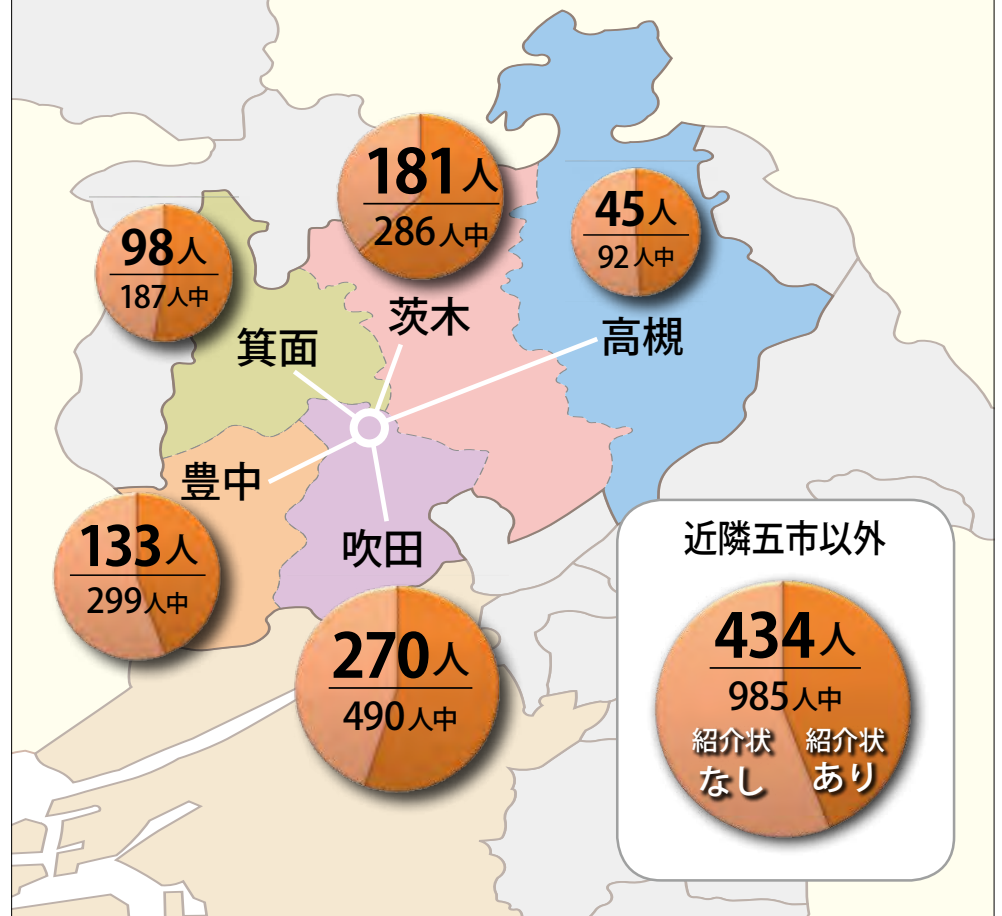 181人
286人中
茨木
45人
92人中
高槻
98人
187人中
箕面
豊中
133人
299人中
吹田
270人
490人中
近隣五市以外
434人
985人中
紹介状
なし
紹介状
あり